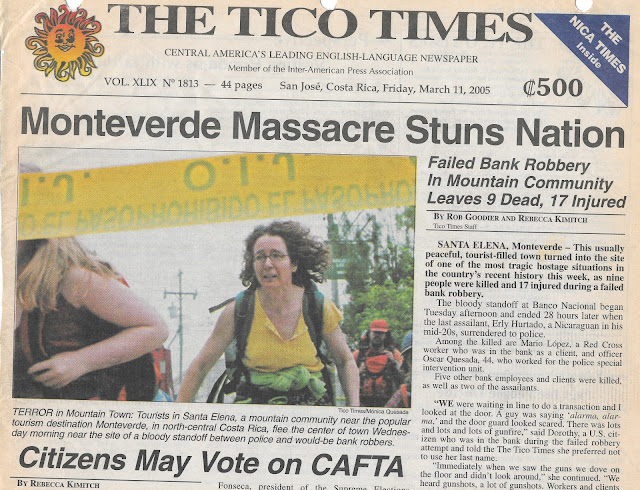 THE TICO TIMES
THE NICA TIMES
Inside
CENTRAL AMERICA'S LEADING ENGLISH-LANGUAGE NEWSPAPER
Member of the Inter-American Press Association
VOL. XLIX Nº 1813 — 44 pages San José, Costa Rica, Friday, March 11, 2005
₡500
Monteverde Massacre Stuns Nation
I.J. O.I.J.
EL PASO PROHIBIDO EL PASO
Tico Times/Mónica Quesada
TERROR in Mountain Town: Tourists in Santa Elena, a mountain community near the popular
tourism destination Monteverde, in north-central Costa Rica, flee the center of town Wednes-
day morning near the site of a bloody standoff between police and would-be bank robbers.
Failed Bank Robbery
In Mountain Community
Leaves 9 Dead, 17 Injured
BY ROB GOODIER AND REBECCA KIMITCH
Tico Times Staff
SANTA ELENA, Monteverde – This usually
peaceful, tourist-filled town turned into the site
of one of the most tragic hostage situations in
the country's recent history this week, as nine
people were killed and 17 injured during a failed
bank robbery.
The bloody standoff at Banco Nacional began
Tuesday afternoon and ended 28 hours later when
the last assailant, Erly Hurtado, a Nicaraguan in his
mid-20s, surrendered to police.
Among the killed are Mario López, a Red Cross
worker who was in the bank as a client, and officer
Oscar Quesada, 44, who worked for the police special
intervention unit.
Five other bank employees and clients were killed,
as well as two of the assailants.
"WE were waiting in line to do a transaction and I
looked at the door. A guy was saying 'alarma, alar-
ma,' and the door guard looked scared. There was lots
and lots and lots of gunfire," said Dorothy, a U.S. cit-
izen who was in the bank during the failed robbery
attempt and told The Tico Times she preferred not
to use her last name.
"Immediately when we saw the guns we dove on
the floor and didn't look around," she continued. "We
heard gunshots, a lot of gunshots. Workers and clients
Citizens May Vote on CAFTA
BY REBECCA KIMITCH
Fonseca, president of the Supreme Elections